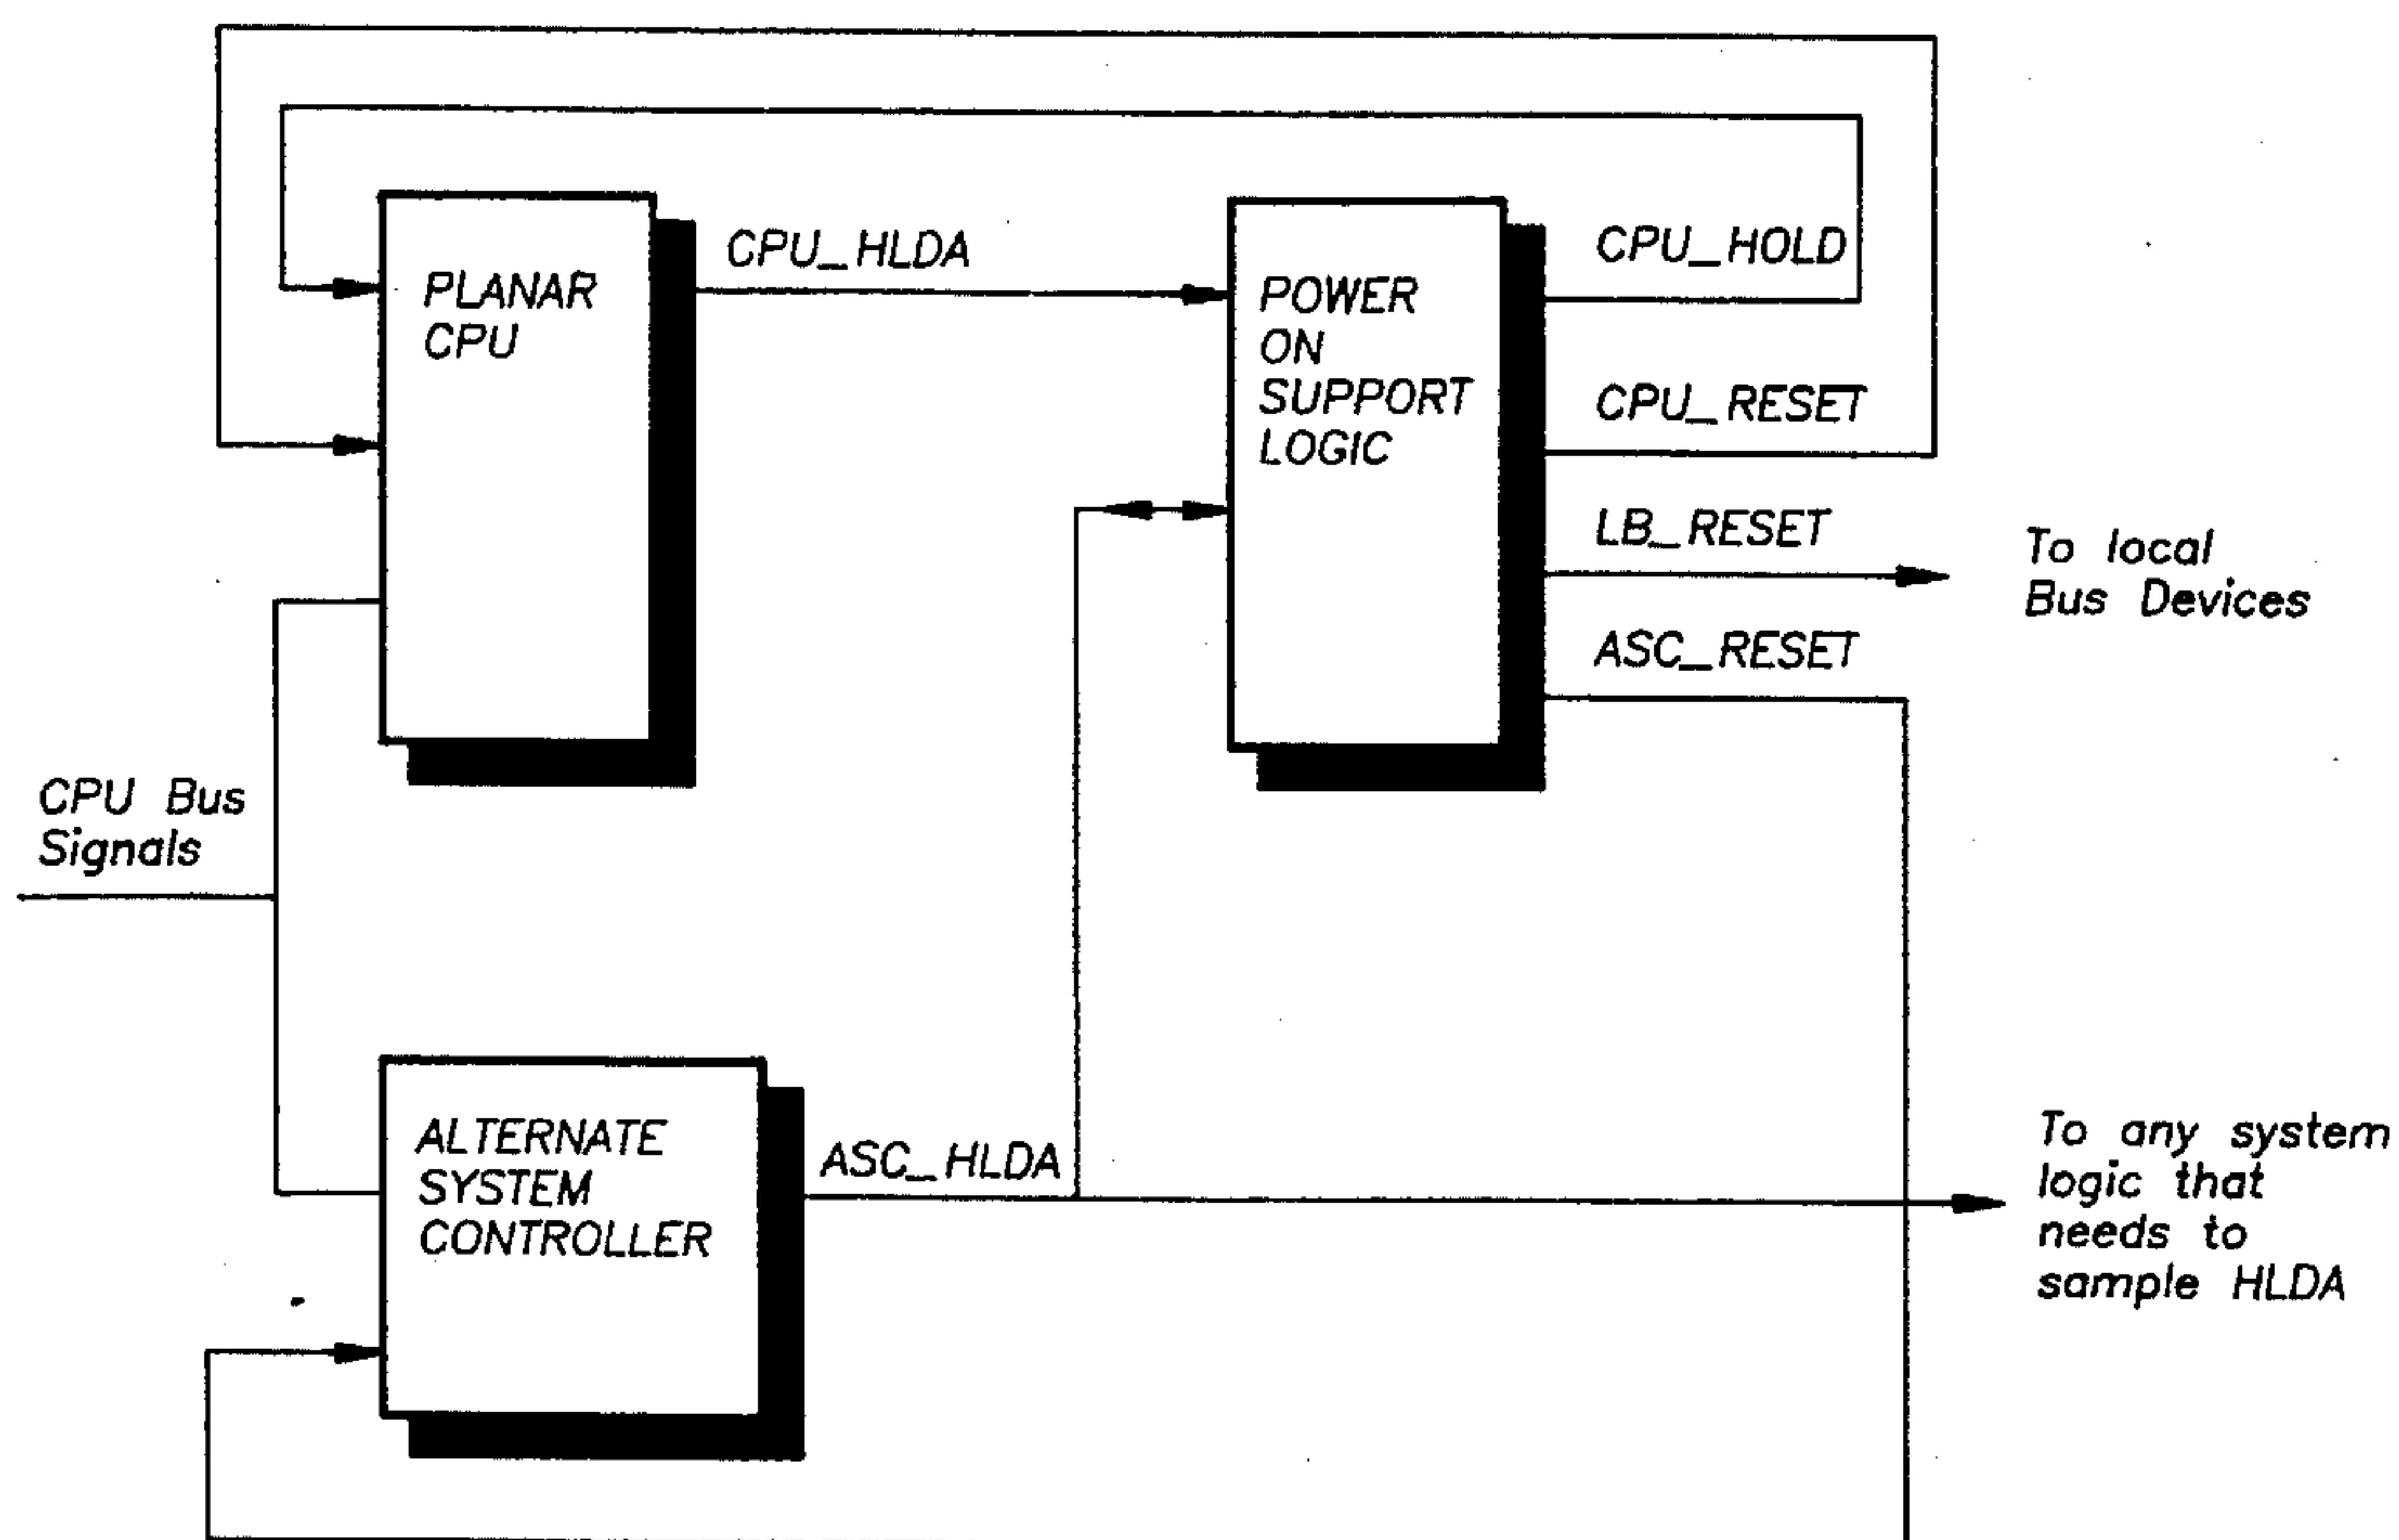 CPU_HLDA
CPU_HOLD
PLANAR
CPU
POWER
ON
SUPPORT
LOGIC
CPU_RESET
LB_RESET
To local
Bus Devices
ASC_RESET
CPU Bus
Signals
ALTERNATE
SYSTEM
CONTROLLER
ASC_HLDA
To any system
logic that
needs to
sample HLDA